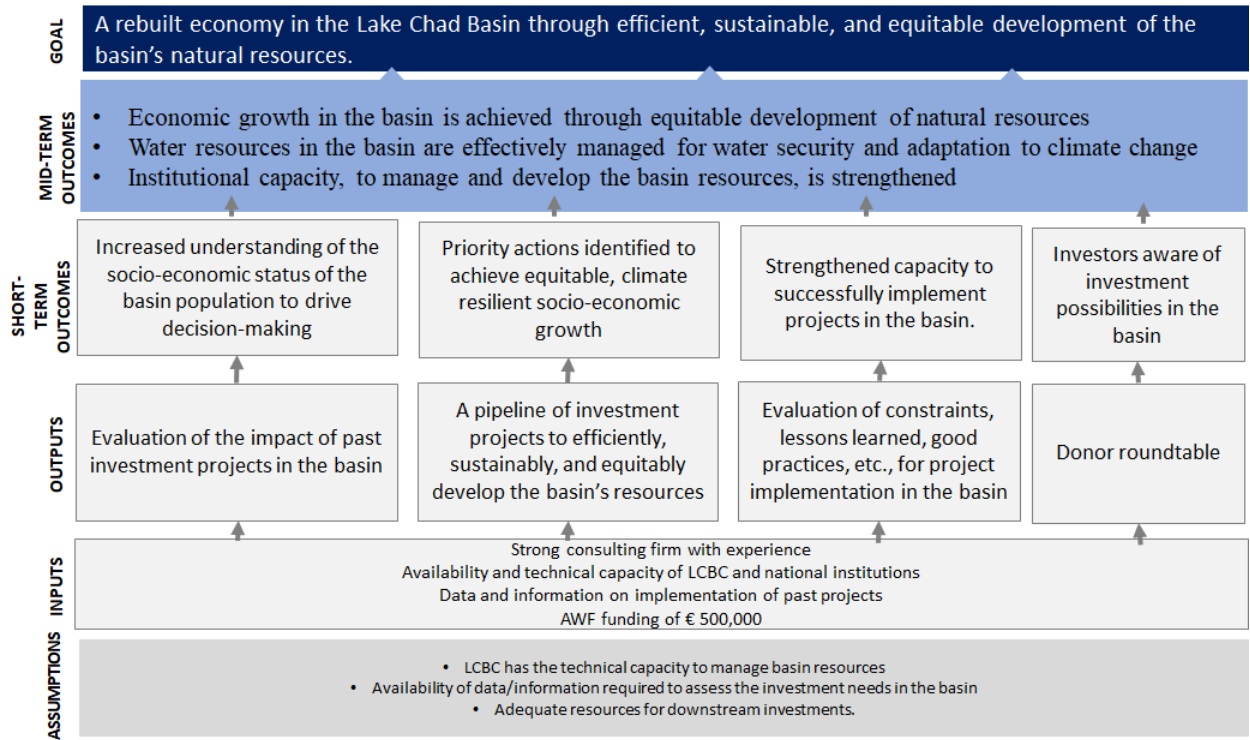 GOAL
A rebuilt economy in the Lake Chad Basin through efficient, sustainable, and equitable development of the
basin's natural resources.
MID-TERM
OUTCOMES
• Economic growth in the basin is achieved through equitable development of natural resources
• Water resources in the basin are effectively managed for water security and adaptation to climate change
• Institutional capacity, to manage and develop the basin resources, is strengthened
SHORT-
TERM
OUTCOMES
Increased understanding of the
socio-economic status of the
basin population to drive
decision-making
Priority actions identified to
achieve equitable, climate
resilient socio-economic
growth
Strengthened capacity to
successfully implement
projects in the basin.
Investors aware of
investment
possibilities in the
basin
OUTPUTS
Evaluation of the impact of past
investment projects in the basin
A pipeline of investment
projects to efficiently,
sustainably, and equitably
develop the basin's resources
Evaluation of constraints,
lessons learned, good
practices, etc., for project
implementation in the basin
Donor roundtable
INPUTS
Strong consulting firm with experience
Availability and technical capacity of LCBC and national institutions
Data and information on implementation of past projects
AWF funding of € 500,000
ASSUMPTIONS
• LCBC has the technical capacity to manage basin resources
• Availability of data/information required to assess the investment needs in the basin
• Adequate resources for downstream investments.